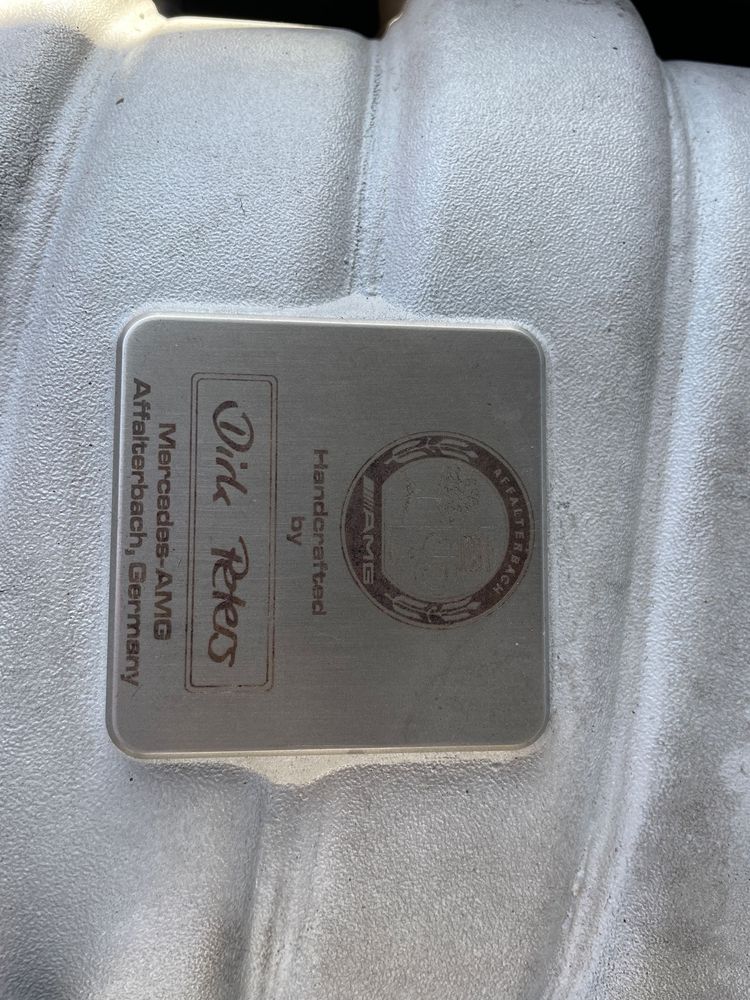 AFFALTERBACH
AMG
Handcrafted
by
Dirk Peters
Mercedes-AMG
Affalterbach, Germany